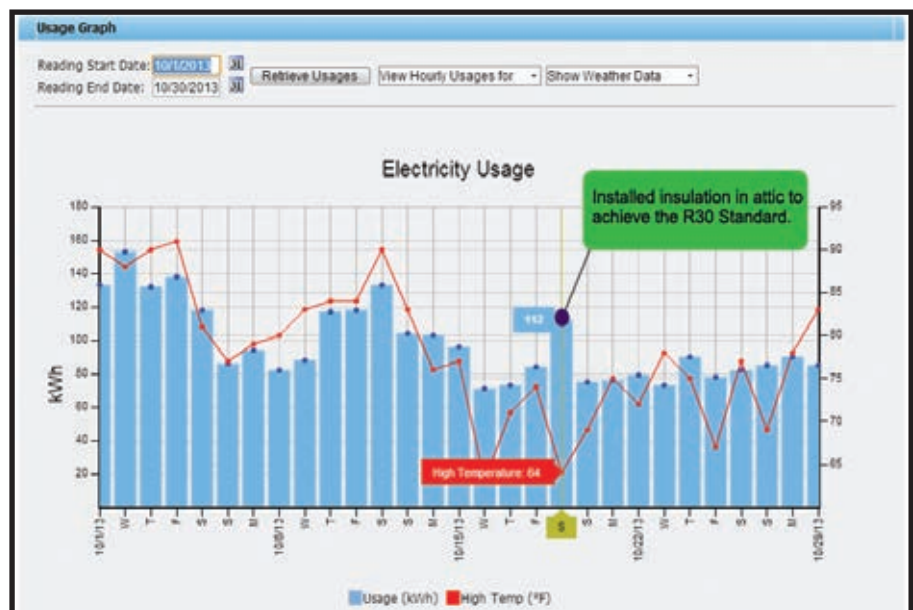 Usage Graph
Reading Start Date: 10/1/2013
Reading End Date: 10/30/2013
Retrieve Usages
View Hourly Usages for
Show Weather Data
Electricity Usage
Installed insulation in attic to
achieve the R30 Standard.
180
160
140
120
100
80
60
40
20
kWh
95
90
85
80
75
70
65
112
High Temperature: 64
10/1/13 W T F S S M 10/8/13 W T F S S M 10/15/13 W T F S S M 10/22/13 W T F S S M 10/29/13
Usage (kWh) High Temp (°F)